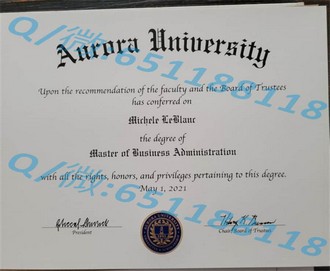 Aurora University
Upon the recommendation of the faculty and the Board of Trustees
has conferred on
Michele LeBlanc
the degree of
Master of Business Administration
with all the rights, honors, and privileges pertaining to this degree.
May 1, 2021
President
Chair, Board of Trustees
Q/微:651188118
Q/微:651188118